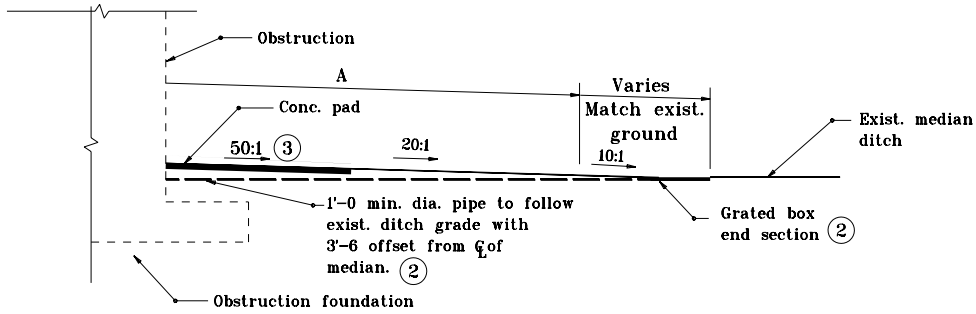 Obstruction
A
Varies
Match exist.
ground
Conc. pad
50:1 3
20:1
10:1
Exist. median
ditch
1'-0 min. dia. pipe to follow
exist. ditch grade with
3'-6 offset from ℄ of
median. 2
Grated box
end section 2
Obstruction foundation